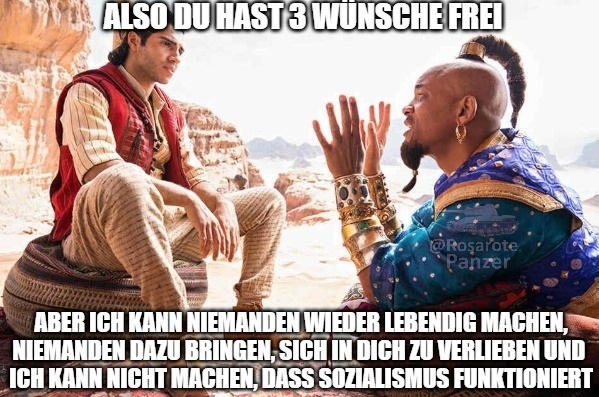 ALSO DU HAST 3 WÜNSCHE FREI
@Rosarote
Panzer
ABER ICH KANN NIEMANDEN WIEDER LEBENDIG MACHEN,
NIEMANDEN DAZU BRINGEN, SICH IN DICH ZU VERLIEBEN UND
ICH KANN NICHT MACHEN, DASS SOZIALISMUS FUNKTIONIERT